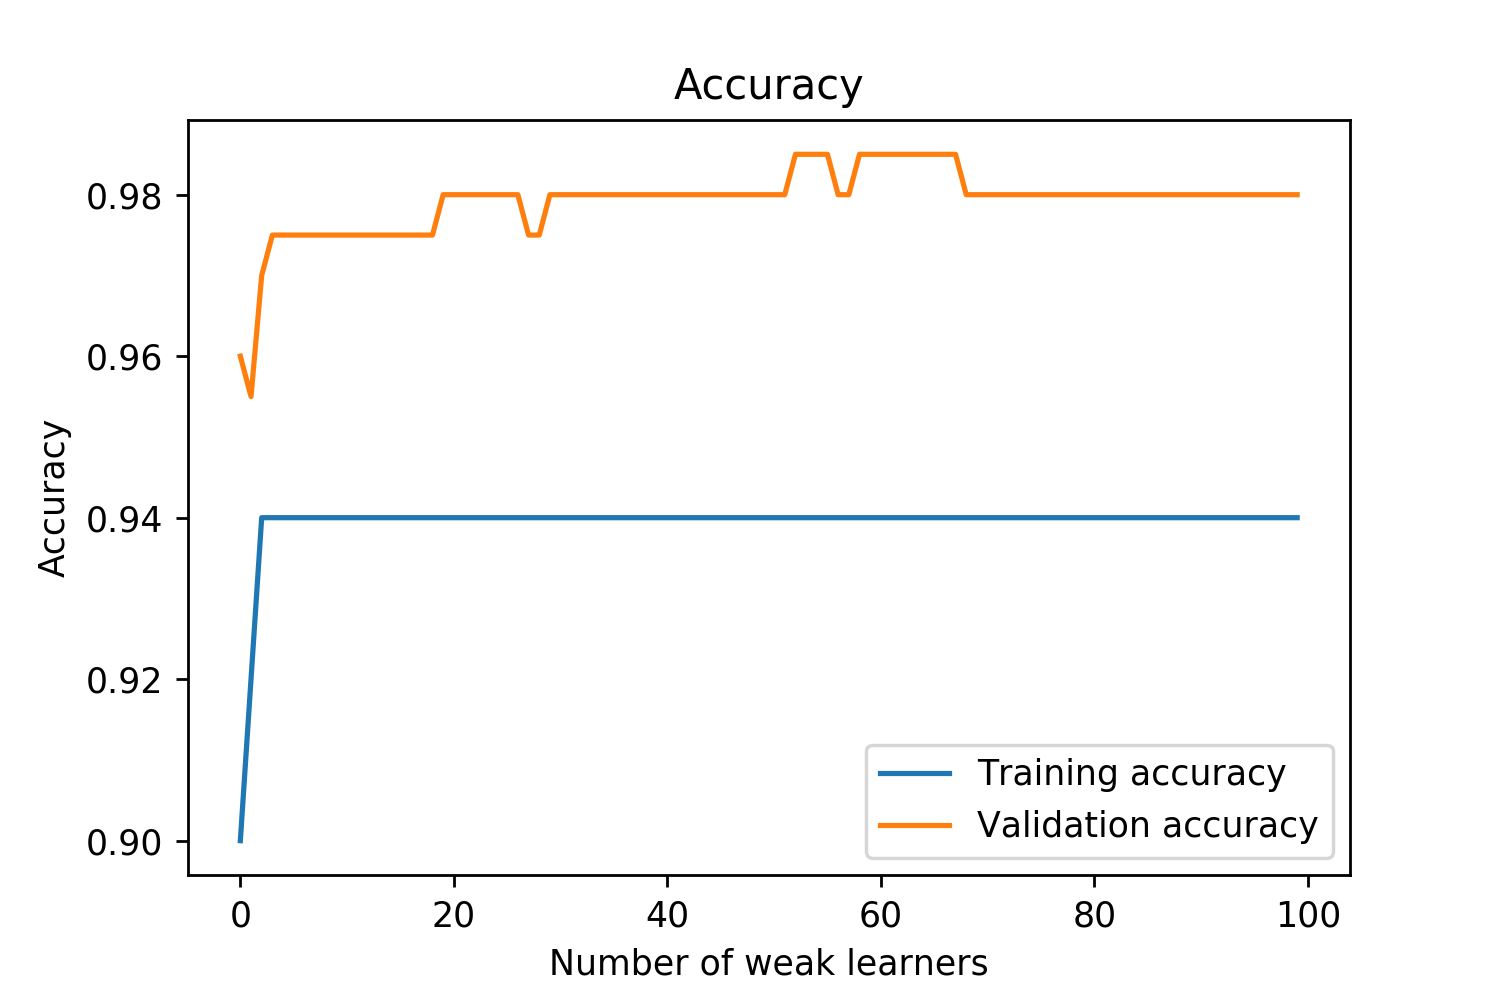 Accuracy
Accuracy
0.98
0.96
0.94
0.92
0.90
0 20 40 60 80 100
Number of weak learners
Training accuracy
Validation accuracy